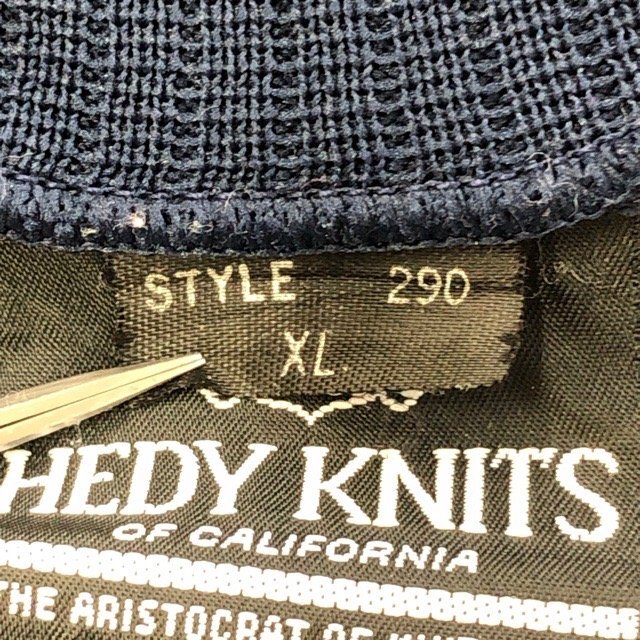 STYLE 290
XL
HEDY KNITS
OF CALIFORNIA
THE ARISTOCRAT OF